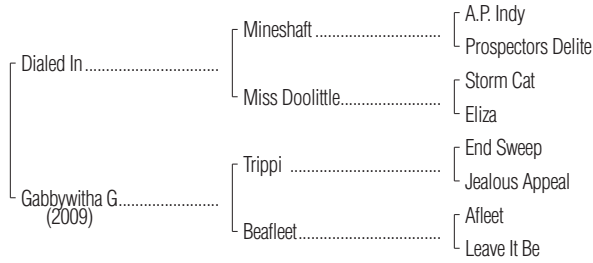 A.P. Indy
Mineshaft
Prospectors Delite
Dialed In
Storm Cat
Miss Doolittle
Eliza
End Sweep
Trippi
Jealous Appeal
Gabbywitha G
(2009)
Afleet
Beafleet
Leave It Be